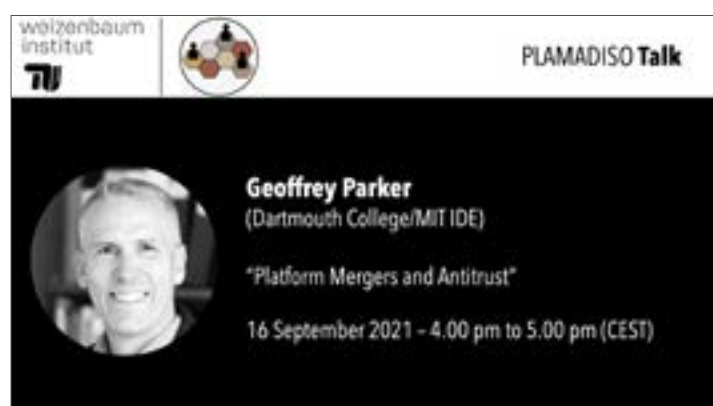 weizenbaum
institut
PLAMADISO Talk
Geoffrey Parker
(Dartmouth College/MIT IDE)
"Platform Mergers and Antitrust"
16 September 2021 – 4.00 pm to 5.00 pm (CEST)